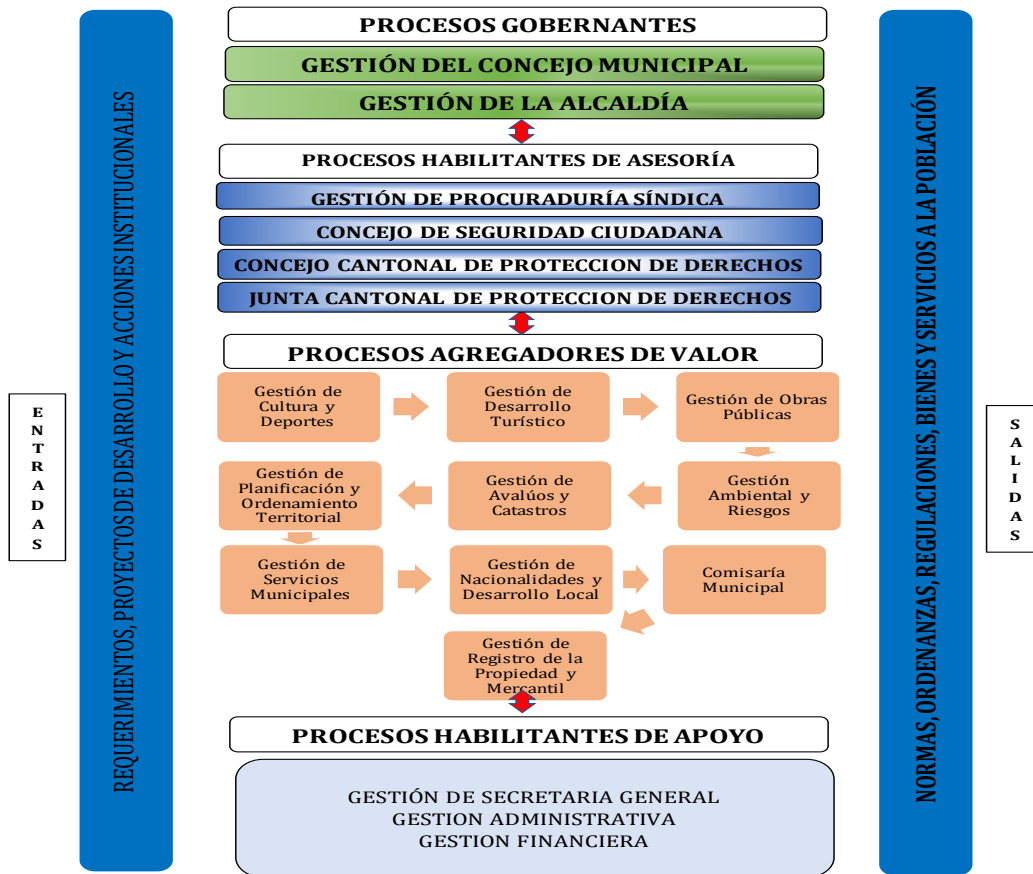 PROCESOS GOBERNANTES
GESTIÓN DEL CONCEJO MUNICIPAL
GESTIÓN DE LA ALCALDÍA
PROCESOS HABILITANTES DE ASESORÍA
GESTIÓN DE PROCURADURÍA SÍNDICA
CONCEJO DE SEGURIDAD CIUDADANA
CONCEJO CANTONAL DE PROTECCION DE DERECHOS
JUNTA CANTONAL DE PROTECCION DE DERECHOS
PROCESOS AGREGADORES DE VALOR
Gestión de
Cultura y
Deportes
Gestión de
Desarrollo
Turístico
Gestión de Obras
Públicas
Gestión de
Planificación y
Ordenamiento
Territorial
Gestión de
Avalúos y
Catastros
Gestión
Ambiental y
Riesgos
Gestión de
Servicios
Municipales
Gestión de
Nacionalidades y
Desarrollo Local
Comisaría
Municipal
Gestión de
Registro de la
Propiedad y
Mercantil
PROCESOS HABILITANTES DE APOYO
GESTIÓN DE SECRETARIA GENERAL
GESTION ADMINISTRATIVA
GESTION FINANCIERA
ENTRADAS
REQUERIMIENTOS, PROYECTOS DE DESARROLLO Y ACCIONES INSTITUCIONALES
NORMAS, ORDENANZAS, REGULACIONES, BIENES Y SERVICIOS A LA POBLACIÓN
SALIDAS